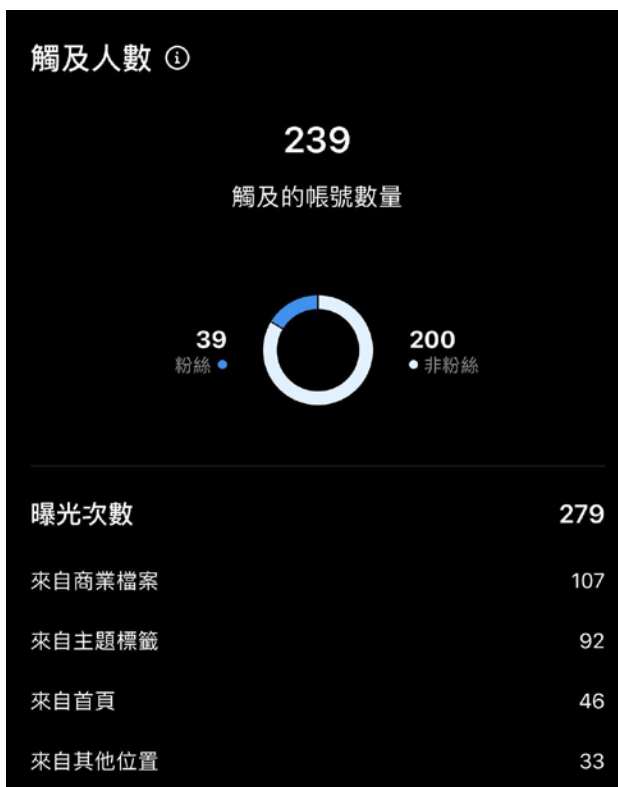 觸及人數
239
觸及的帳號數量
39
粉絲
200
非粉絲
曝光次數 279
來自商業檔案 107
來自主題標籤 92
來自首頁 46
來自其他位置 33